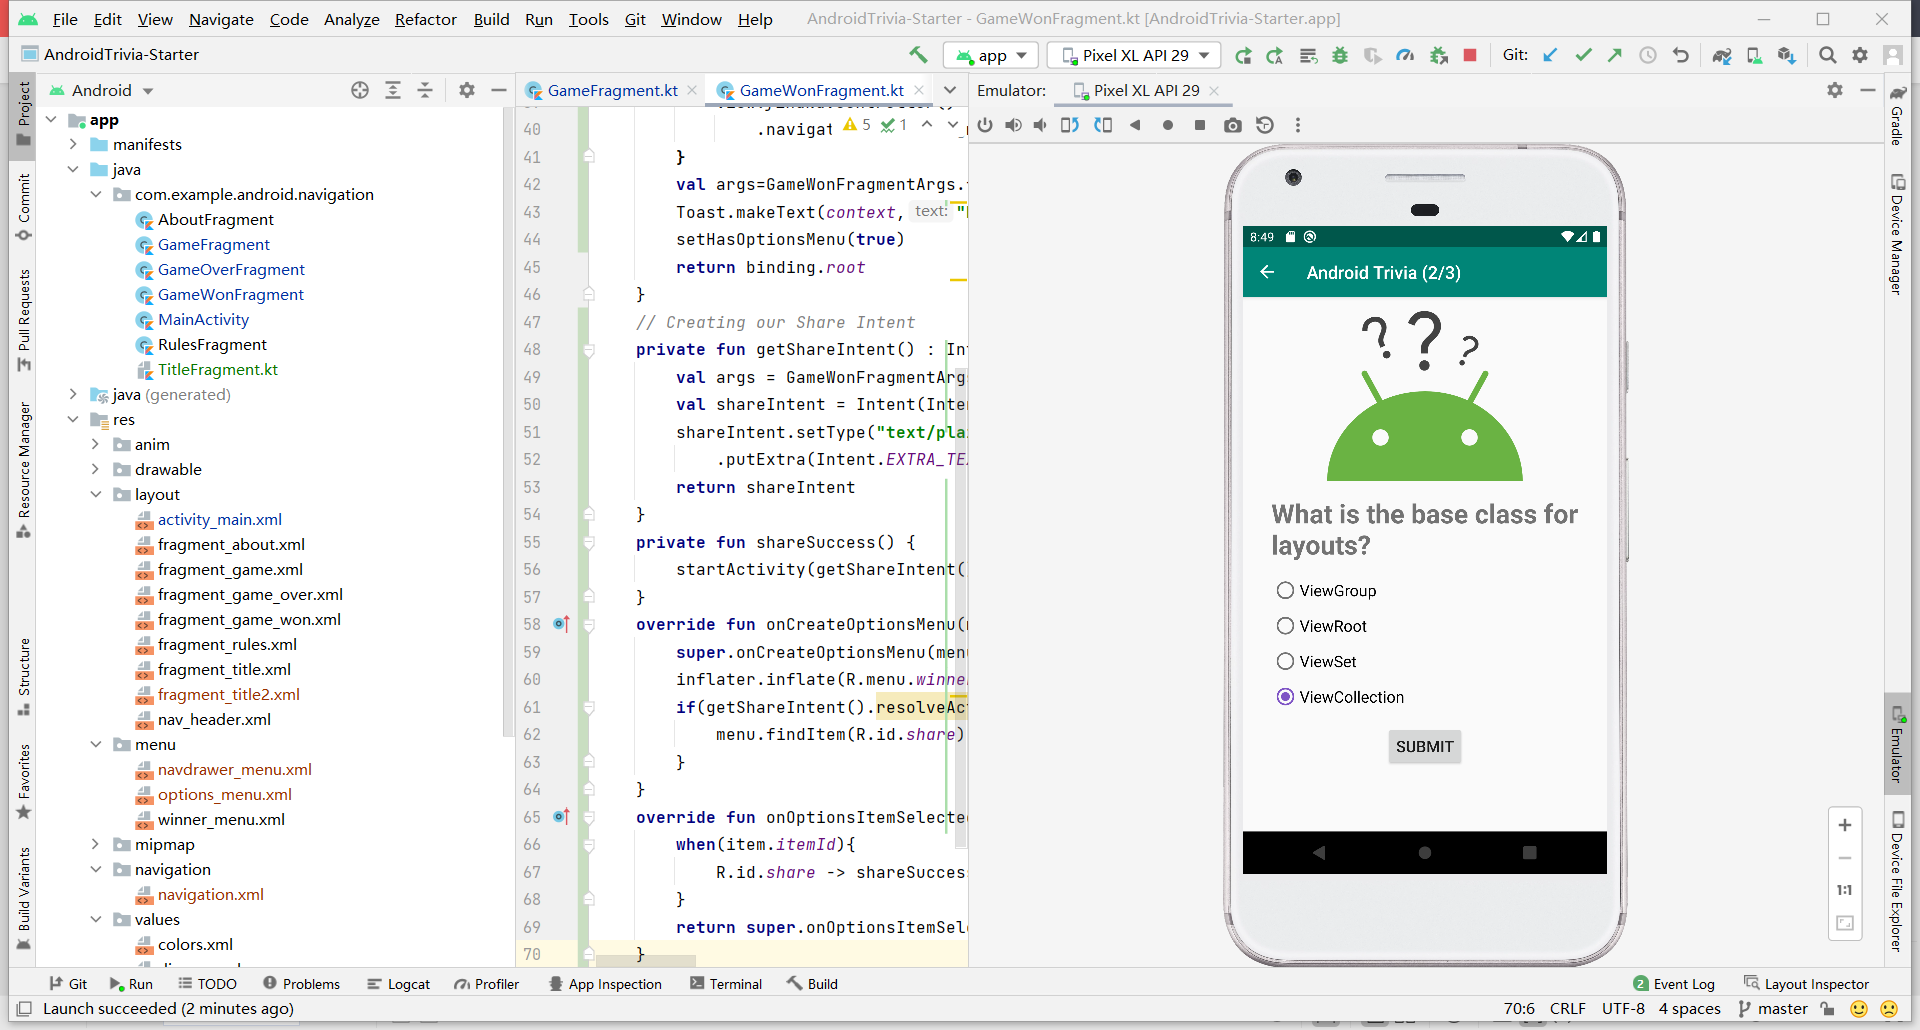 File Edit View Navigate Code Analyze Refactor Build Run Tools Git Window Help AndroidTrivia-Starter - GameWonFragment.kt [AndroidTrivia-Starter.app]
AndroidTrivia-Starter app Pixel XL API 29 Git:
Project
Commit
Pull Requests
Resource Manager
Structure
Favorites
Build Variants
Android
app
manifests
java
com.example.android.navigation
AboutFragment
GameFragment
GameOverFragment
GameWonFragment
MainActivity
RulesFragment
TitleFragment.kt
java (generated)
res
anim
drawable
layout
activity_main.xml
fragment_about.xml
fragment_game.xml
fragment_game_over.xml
fragment_game_won.xml
fragment_rules.xml
fragment_title.xml
fragment_title2.xml
nav_header.xml
menu
navdrawer_menu.xml
options_menu.xml
winner_menu.xml
mipmap
navigation
navigation.xml
values
colors.xml
GameFragment.kt GameWonFragment.kt
5 1
40 .navigat
41 }
42 val args=GameWonFragmentArgs.
43 Toast.makeText(context, text: "
44 setHasOptionsMenu(true)
45 return binding.root
46 }
47 // Creating our Share Intent
48 private fun getShareIntent() : Int
49 val args = GameWonFragmentArgs
50 val shareIntent = Intent(Inten
51 shareIntent.setType("text/pla
52 .putExtra(Intent.EXTRA_TE
53 return shareIntent
54 }
55 private fun shareSuccess() {
56 startActivity(getShareIntent(
57 }
58 override fun onCreateOptionsMenu(
59 super.onCreateOptionsMenu(menu
60 inflater.inflate(R.menu.winne
61 if(getShareIntent().resolveAct
62 menu.findItem(R.id.share)
63 }
64 }
65 override fun onOptionsItemSelecte
66 when(item.itemId){
67 R.id.share -> shareSuccess
68 }
69 return super.onOptionsItemSel
70 }
Emulator: Pixel XL API 29
8:49
Android Trivia (2/3)
? ? ?
What is the base class for
layouts?
ViewGroup
ViewRoot
ViewSet
ViewCollection
SUBMIT
1:1
Gradle
Device Manager
Emulator
Device File Explorer
Git Run TODO Problems Logcat Profiler App Inspection Terminal Build 2 Event Log Layout Inspector
Launch succeeded (2 minutes ago) 70:6 CRLF UTF-8 4 spaces master